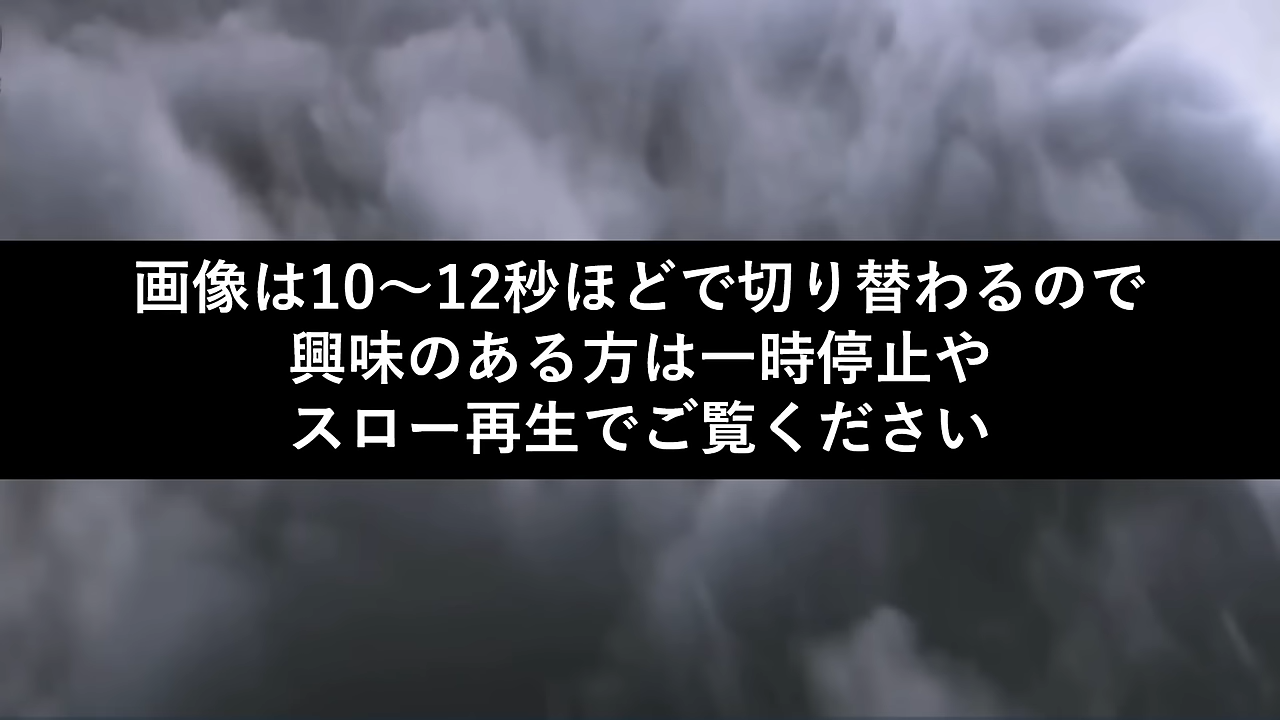 画像は10～12秒ほどで切り替わるので
興味のある方は一時停止や
スロー再生でご覧ください